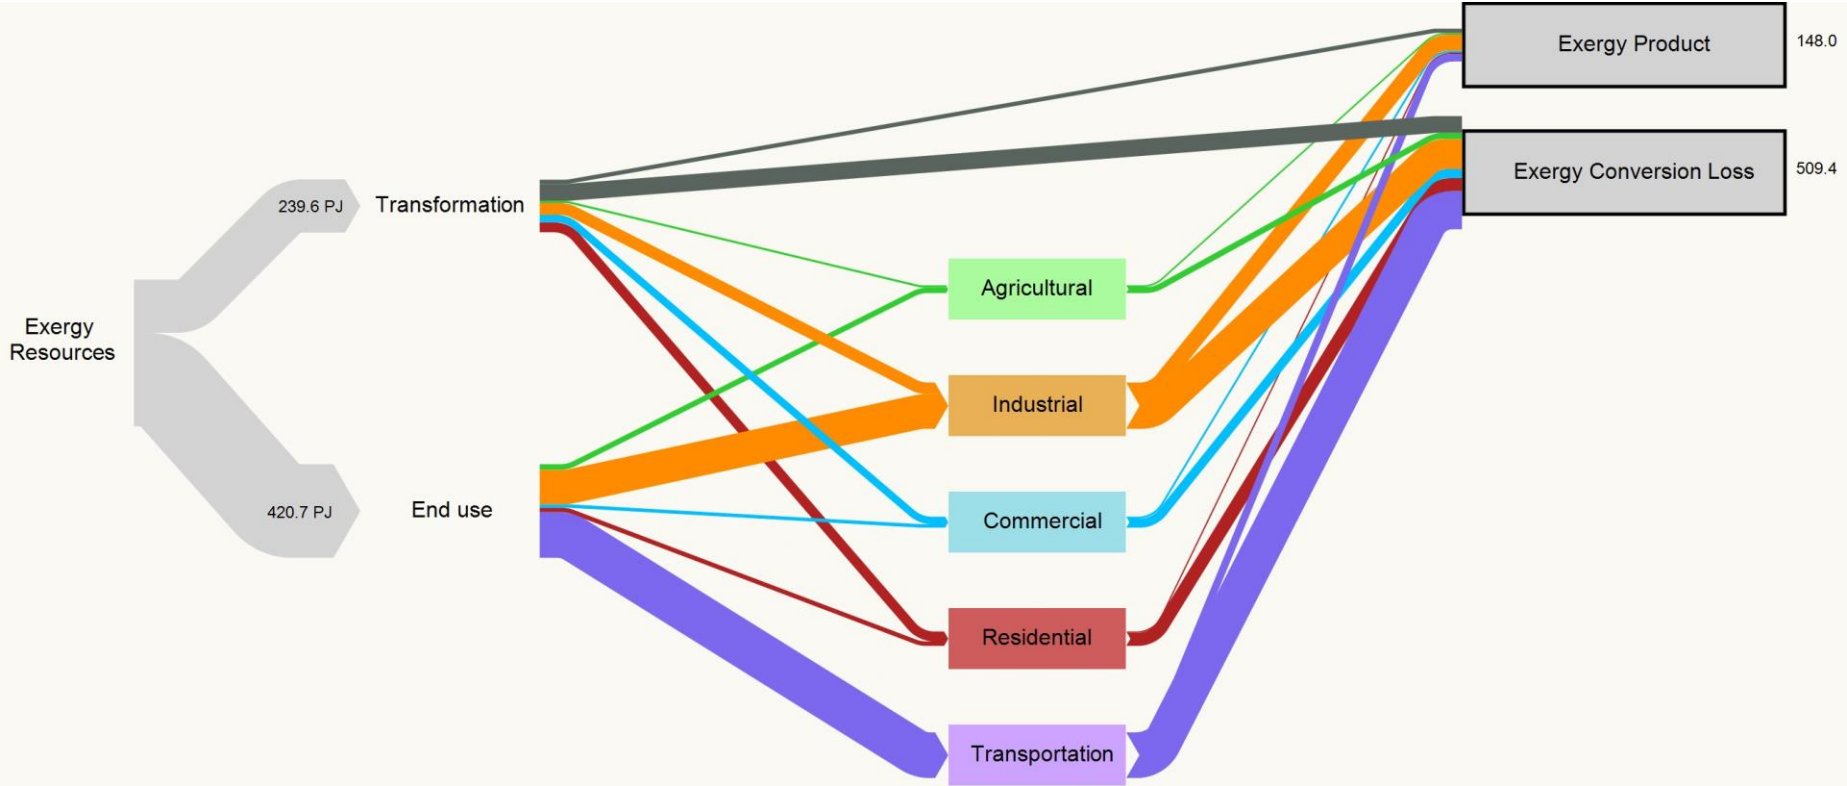 Exergy Product
148.0
Exergy Conversion Loss
509.4
239.6 PJ
Transformation
Agricultural
Exergy
Resources
Industrial
420.7 PJ
End use
Commercial
Residential
Transportation